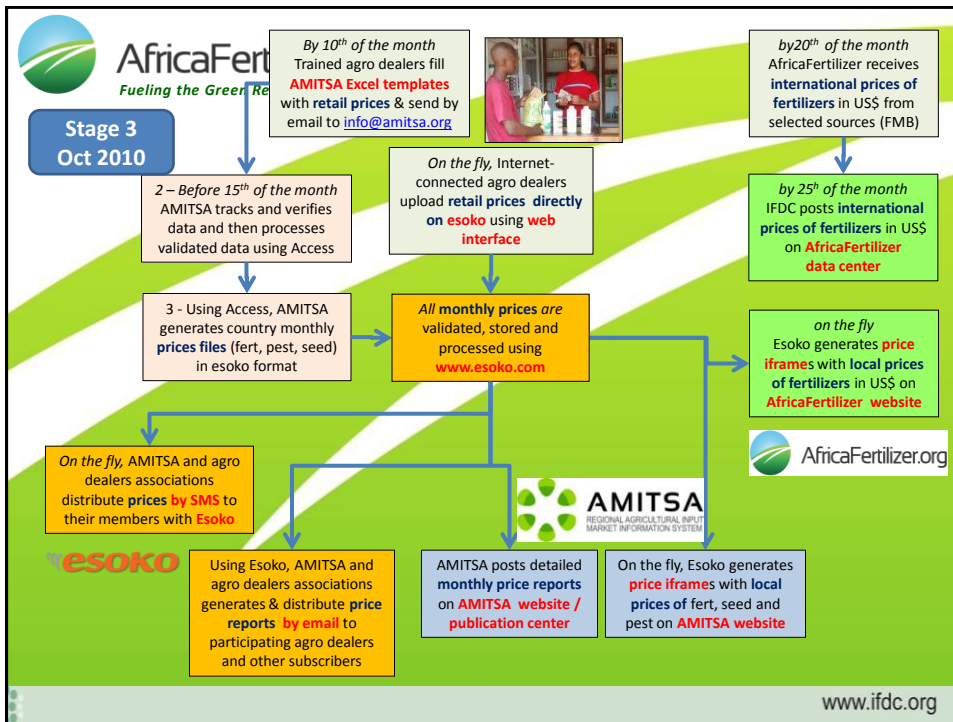 AfricaFert
Fueling the Green Re
Stage 3
Oct 2010
By 10th of the month
Trained agro dealers fill
AMITSA Excel templates
with retail prices & send by
email to info@amitsa.org
by20th of the month
AfricaFertilizer receives
international prices of
fertilizers in US$ from
selected sources (FMB)
2 – Before 15th of the month
AMITSA tracks and verifies
data and then processes
validated data using Access
On the fly, Internet-
connected agro dealers
upload retail prices directly
on esoko using web
interface
by 25h of the month
IFDC posts international
prices of fertilizers in US$
on AfricaFertilizer
data center
3 - Using Access, AMITSA
generates country monthly
prices files (fert, pest, seed)
in esoko format
All monthly prices are
validated, stored and
processed using
www.esoko.com
on the fly
Esoko generates price
iframes with local prices
of fertilizers in US$ on
AfricaFertilizer website
AfricaFertilizer.org
On the fly, AMITSA and agro
dealers associations
distribute prices by SMS to
their members with Esoko
esoko
AMITSA
REGIONAL AGRICULTURAL INPUT
MARKET INFORMATION SYSTEM
Using Esoko, AMITSA and
agro dealers associations
generates & distribute price
reports by email to
participating agro dealers
and other subscribers
AMITSA posts detailed
monthly price reports
on AMITSA website /
publication center
On the fly, Esoko generates
price iframes with local
prices of fert, seed and
pest on AMITSA website
www.ifdc.org